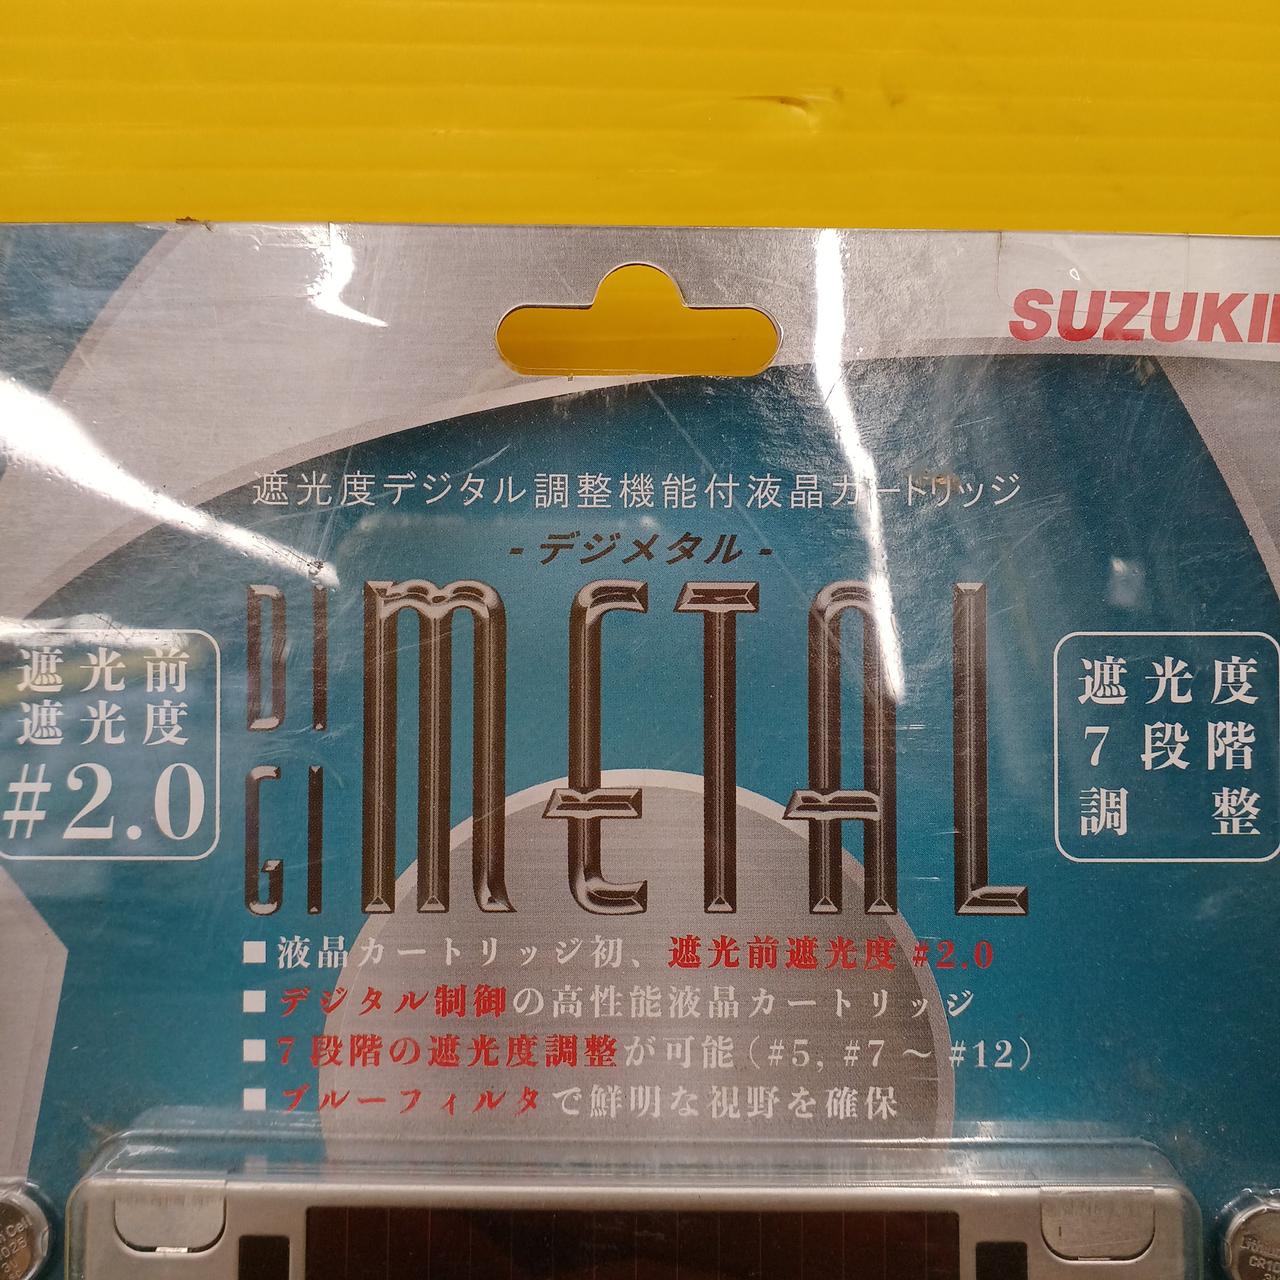 SUZUKI
遮光度デジタル調整機能付液晶カートリッジ
- デジメタル -
DIGI METAL
遮光前
遮光度
#2.0
遮光度
7段階
調整
■液晶カートリッジ初、遮光前遮光度 #2.0
■デジタル制御の高性能液晶カートリッジ
■7段階の遮光度調整が可能(#5, #7 ～ #12)
■ブルーフィルタで鮮明な視野を確保
Cell
3V
Lithium